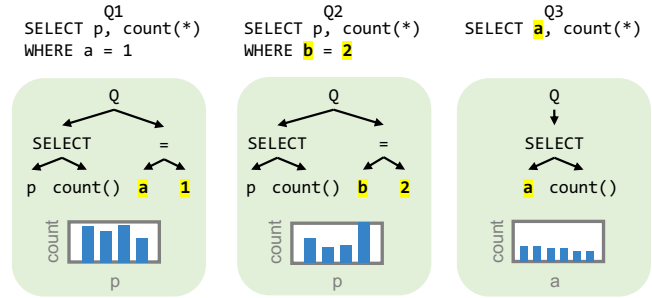 Q1
SELECT p, count(*)
WHERE a = 1
Q
SELECT =
p count() a 1
count
p
Q2
SELECT p, count(*)
WHERE b = 2
Q
SELECT =
p count() b 2
count
p
Q3
SELECT a, count(*)
Q
SELECT
a count()
count
a